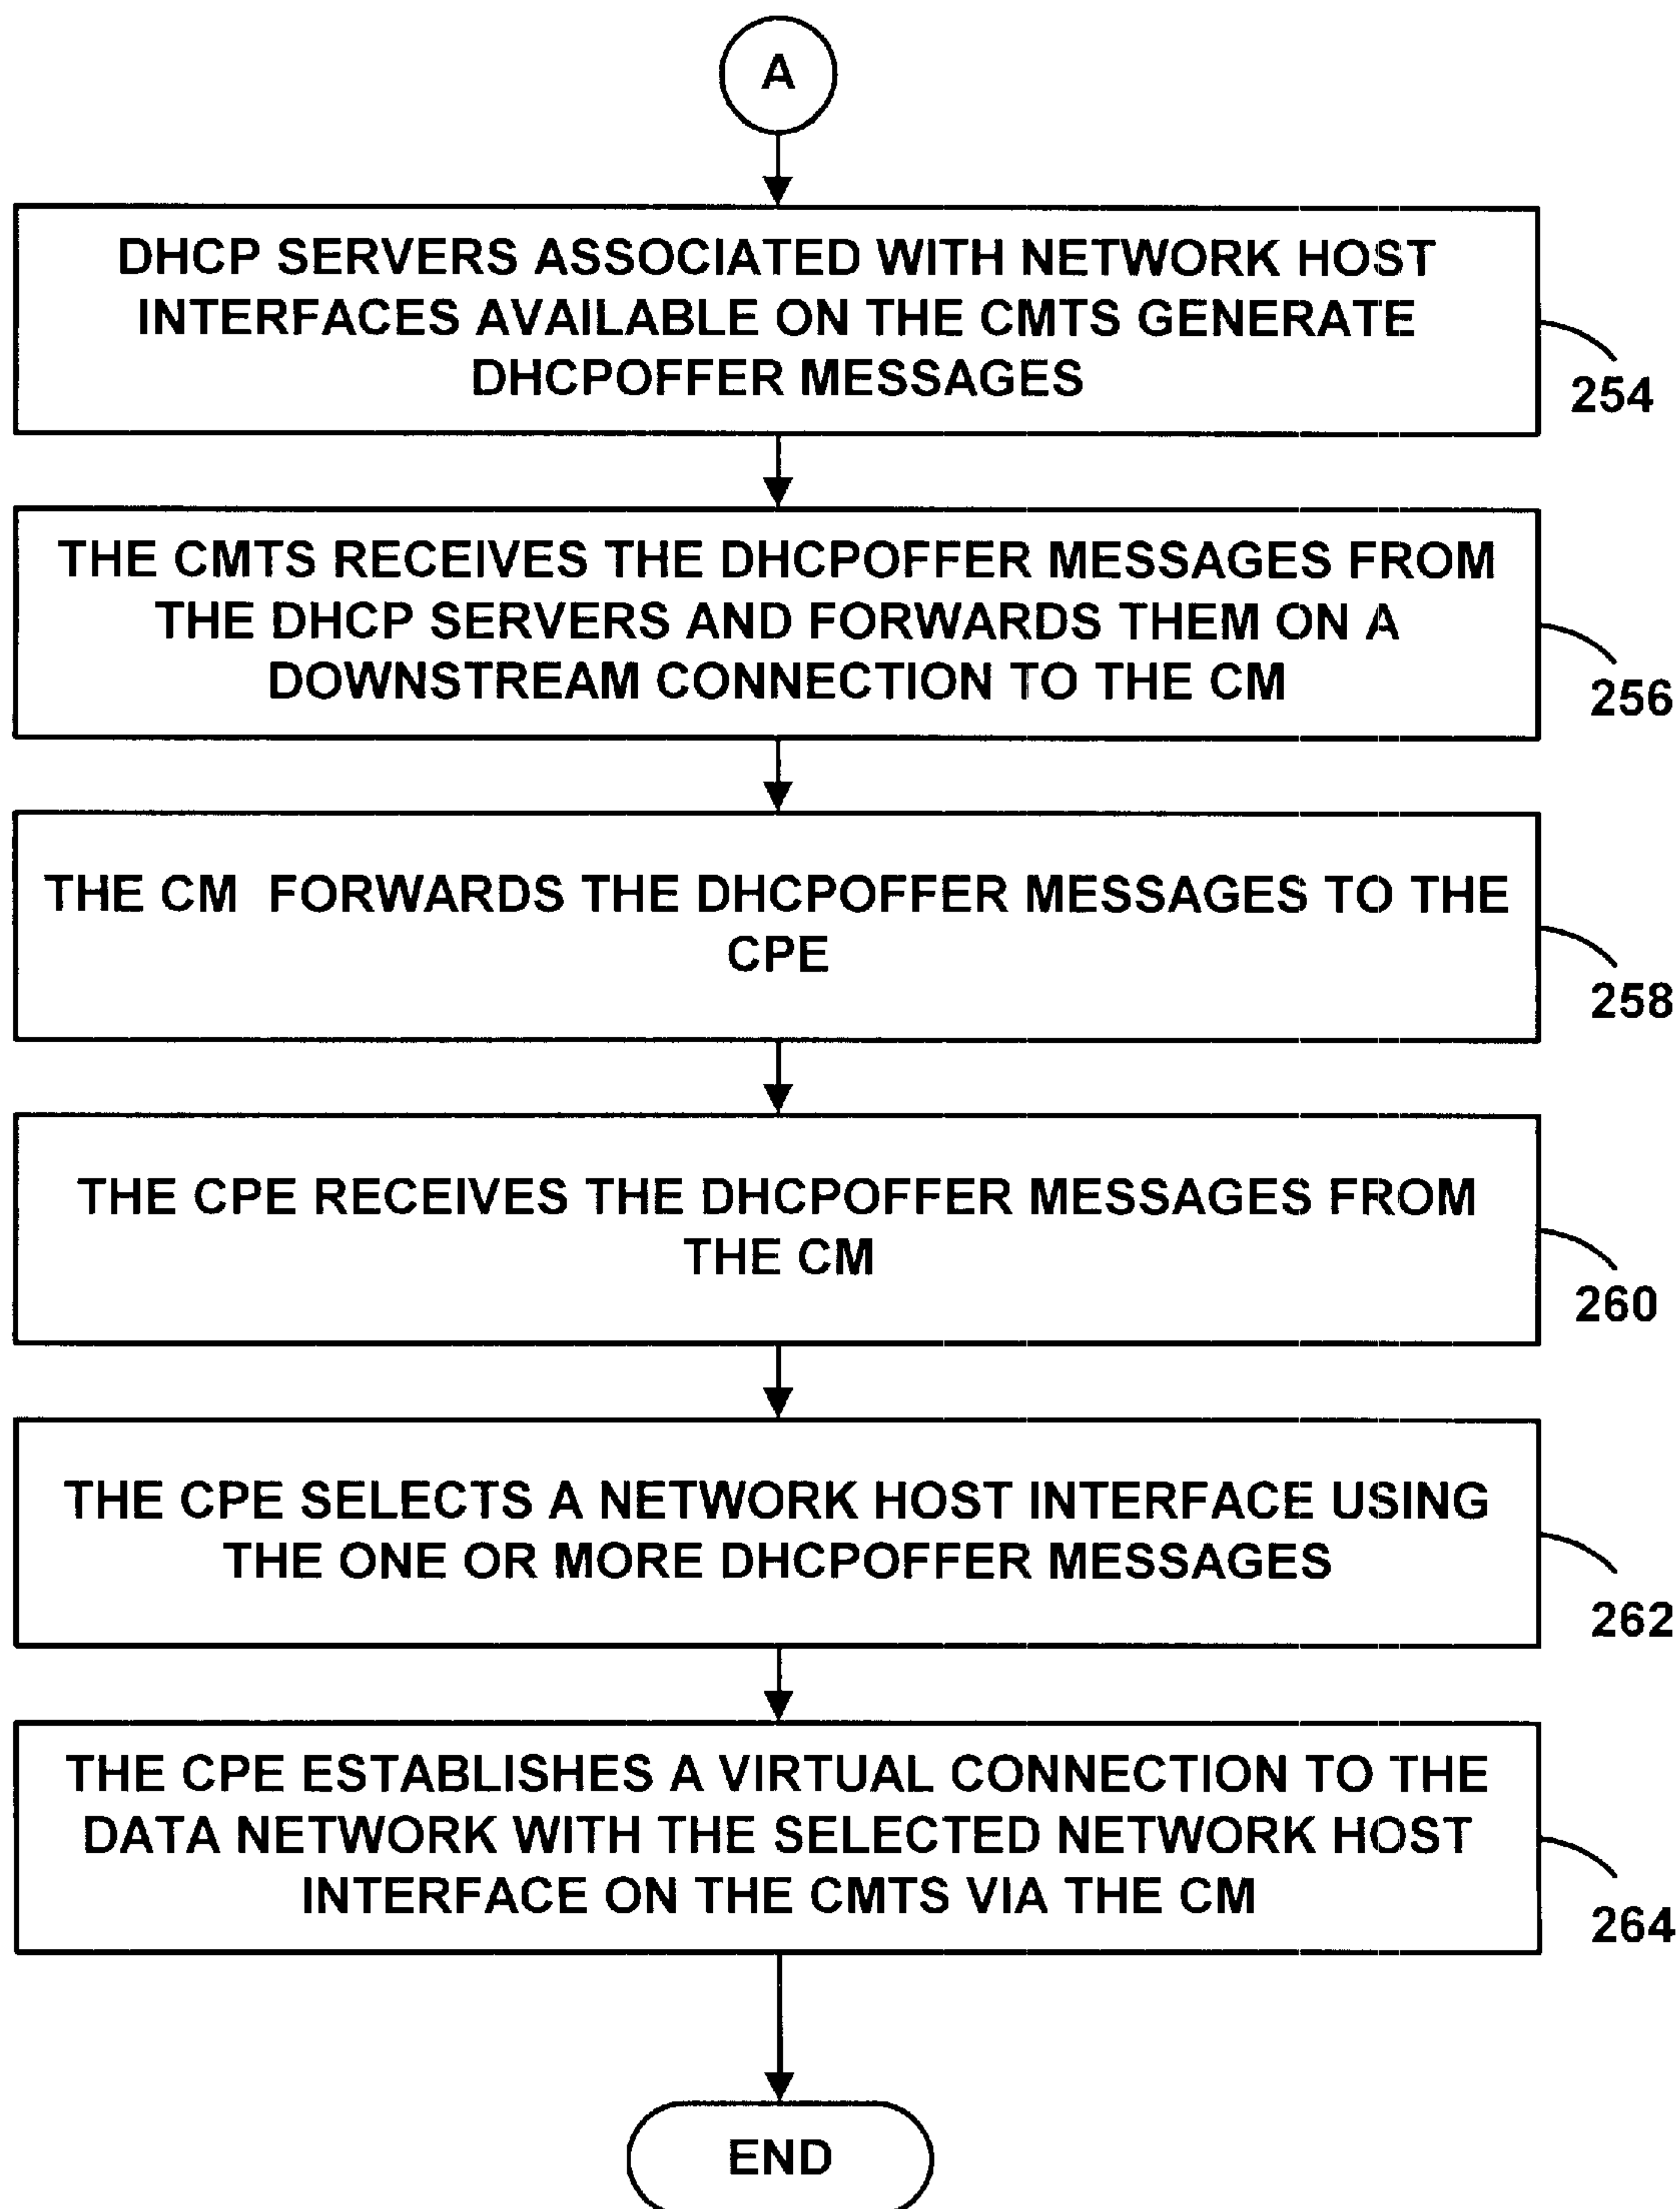 A
DHCP SERVERS ASSOCIATED WITH NETWORK HOST
INTERFACES AVAILABLE ON THE CMTS GENERATE
DHCPOFFER MESSAGES
254
THE CMTS RECEIVES THE DHCPOFFER MESSAGES FROM
THE DHCP SERVERS AND FORWARDS THEM ON A
DOWNSTREAM CONNECTION TO THE CM
256
THE CM FORWARDS THE DHCPOFFER MESSAGES TO THE
CPE
258
THE CPE RECEIVES THE DHCPOFFER MESSAGES FROM
THE CM
260
THE CPE SELECTS A NETWORK HOST INTERFACE USING
THE ONE OR MORE DHCPOFFER MESSAGES
262
THE CPE ESTABLISHES A VIRTUAL CONNECTION TO THE
DATA NETWORK WITH THE SELECTED NETWORK HOST
INTERFACE ON THE CMTS VIA THE CM
264
END